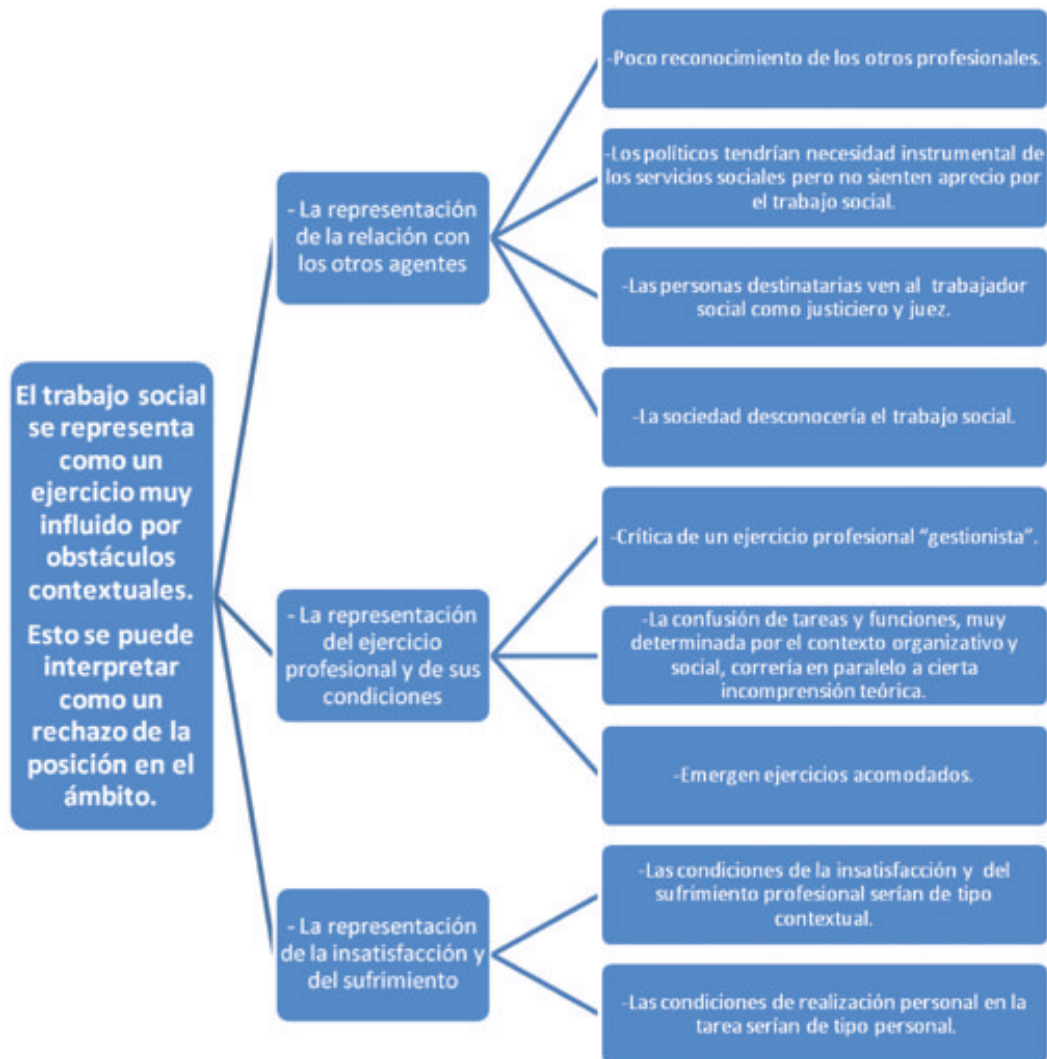 El trabajo social
se representa
como un
ejercicio muy
influido por
obstáculos
contextuales.
Esto se puede
interpretar
como un
rechazo de la
posición en el
ámbito.
- La representación
de la relación con
los otros agentes
-Poco reconocimiento de los otros profesionales.
-Los políticos tendrían necesidad instrumental de
los servicios sociales pero no sienten aprecio por
el trabajo social.
-Las personas destinatarias ven al trabajador
social como justiciero y juez.
-La sociedad desconocería el trabajo social.
- La representación
del ejercicio
profesional y de sus
condiciones
-Crítica de un ejercicio profesional “gestionista”.
-La confusión de tareas y funciones, muy
determinada por el contexto organizativo y
social, correría en paralelo a cierta
incomprensión teórica.
-Emergen ejercicios acomodados.
- La representación
de la insatisfacción y
del sufrimiento
-Las condiciones de la insatisfacción y del
sufrimiento profesional serían de tipo
contextual.
-Las condiciones de realización personal en la
tarea serían de tipo personal.